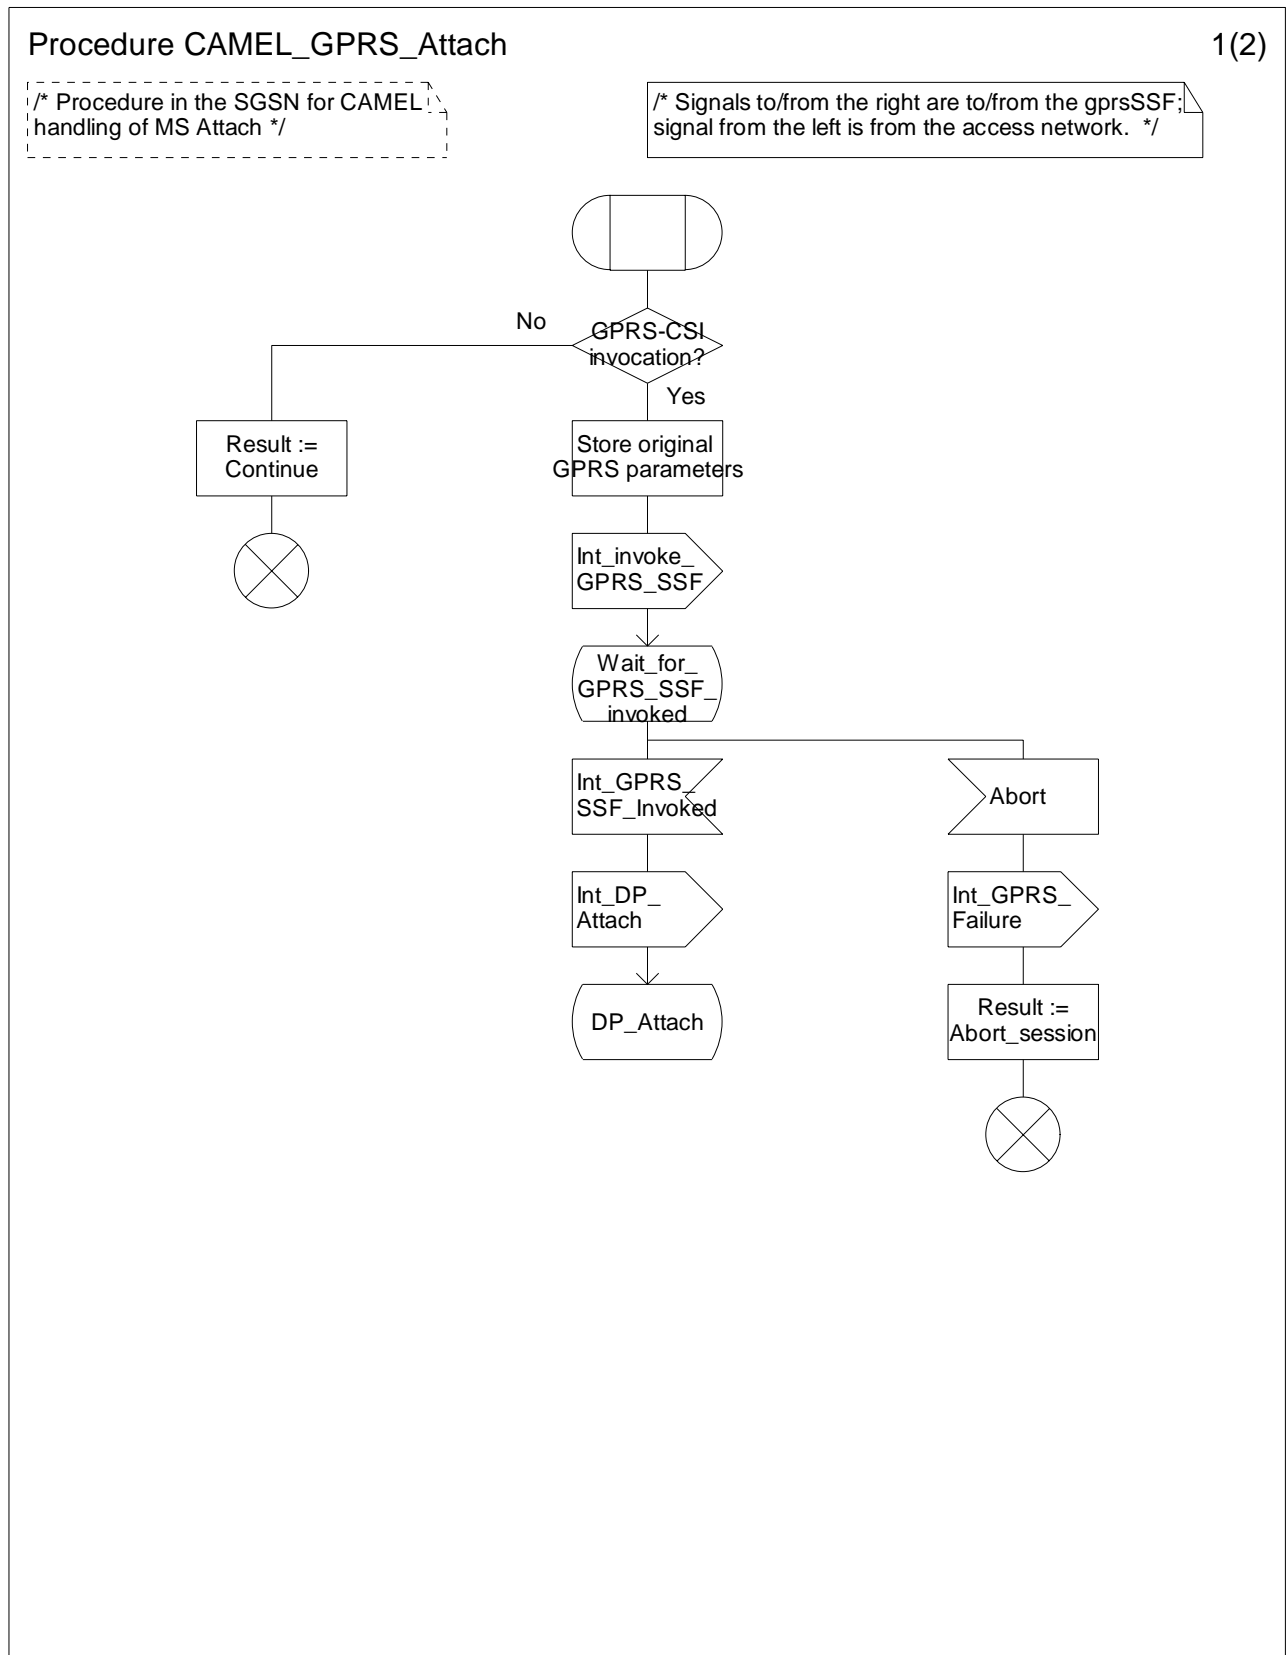 Procedure CAMEL_GPRS_Attach
1(2)
/* Procedure in the SGSN for CAMEL
handling of MS Attach */
/* Signals to/from the right are to/from the gprsSSF;
signal from the left is from the access network.  */
No
GPRS-CSI
invocation?
Yes
Result :=
Continue
Store original
GPRS parameters
Int_invoke_
GPRS_SSF
Wait_for_
GPRS_SSF_
invoked
Int_GPRS_
SSF_Invoked
Abort
Int_DP_
Attach
Int_GPRS_
Failure
DP_Attach
Result :=
Abort_session